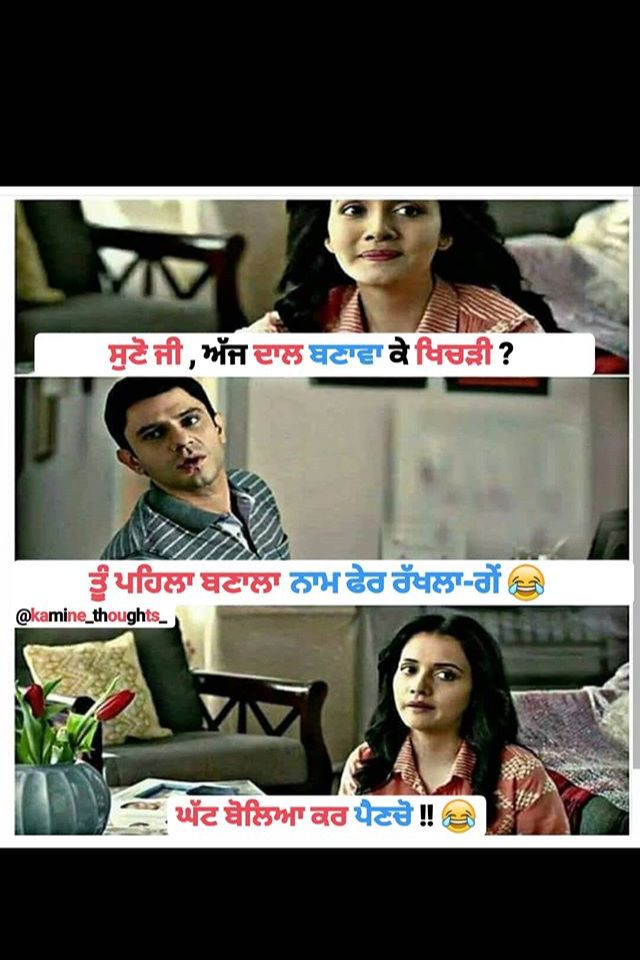 ਸੁਣੋ ਜੀ , ਅੱਜ ਦਾਲ ਬਣਾਵਾ ਕੇ ਖਿਚੜੀ ?
ਤੂੰ ਪਹਿਲਾ ਬਣਾਲਾ ਨਾਮ ਫੇਰ ਰੱਖਲਾ-ਗੇਂ 😂
@kamine_thoughts_
ਘੱਟ ਬੋਲਿਆ ਕਰ ਪੈਣਚੋ !! 😂